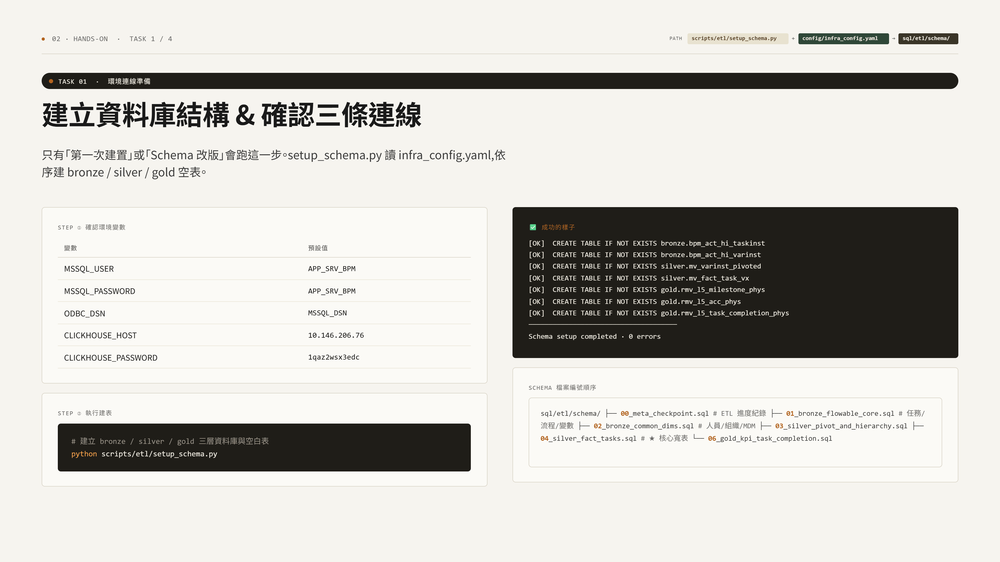 02 · HANDS-ON · TASK 1 / 4
PATH scripts/etl/setup_schema.py + config/infra_config.yaml → sql/etl/schema/
TASK 01 · 環境連線準備
建立資料庫結構 & 確認三條連線
只有「第一次建置」或「Schema 改版」會跑這一步。setup_schema.py 讀 infra_config.yaml,依
序建 bronze / silver / gold 空表。
STEP ① 確認環境變數
變數 預設值
MSSQL_USER APP_SRV_BPM
MSSQL_PASSWORD APP_SRV_BPM
ODBC_DSN MSSQL_DSN
CLICKHOUSE_HOST 10.146.206.76
CLICKHOUSE_PASSWORD 1qaz2wsx3edc
STEP ② 執行建表
# 建立 bronze / silver / gold 三層資料庫與空白表
python scripts/etl/setup_schema.py
✅ 成功的樣子
[OK] CREATE TABLE IF NOT EXISTS bronze.bpm_act_hi_taskinst
[OK] CREATE TABLE IF NOT EXISTS bronze.bpm_act_hi_varinst
[OK] CREATE TABLE IF NOT EXISTS silver.mv_varinst_pivoted
[OK] CREATE TABLE IF NOT EXISTS silver.mv_fact_task_vx
[OK] CREATE TABLE IF NOT EXISTS gold.rmv_l5_milestone_phys
[OK] CREATE TABLE IF NOT EXISTS gold.rmv_l5_acc_phys
[OK] CREATE TABLE IF NOT EXISTS gold.rmv_l5_task_completion_phys
Schema setup completed · 0 errors
SCHEMA 檔案編號順序
sql/etl/schema/ ├── 00_meta_checkpoint.sql # ETL 進度紀錄 ├── 01_bronze_flowable_core.sql # 任務/
流程/變數 ├── 02_bronze_common_dims.sql # 人員/組織/MDM ├── 03_silver_pivot_and_hierarchy.sql ├──
04_silver_fact_tasks.sql # ★ 核心寬表 └── 06_gold_kpi_task_completion.sql